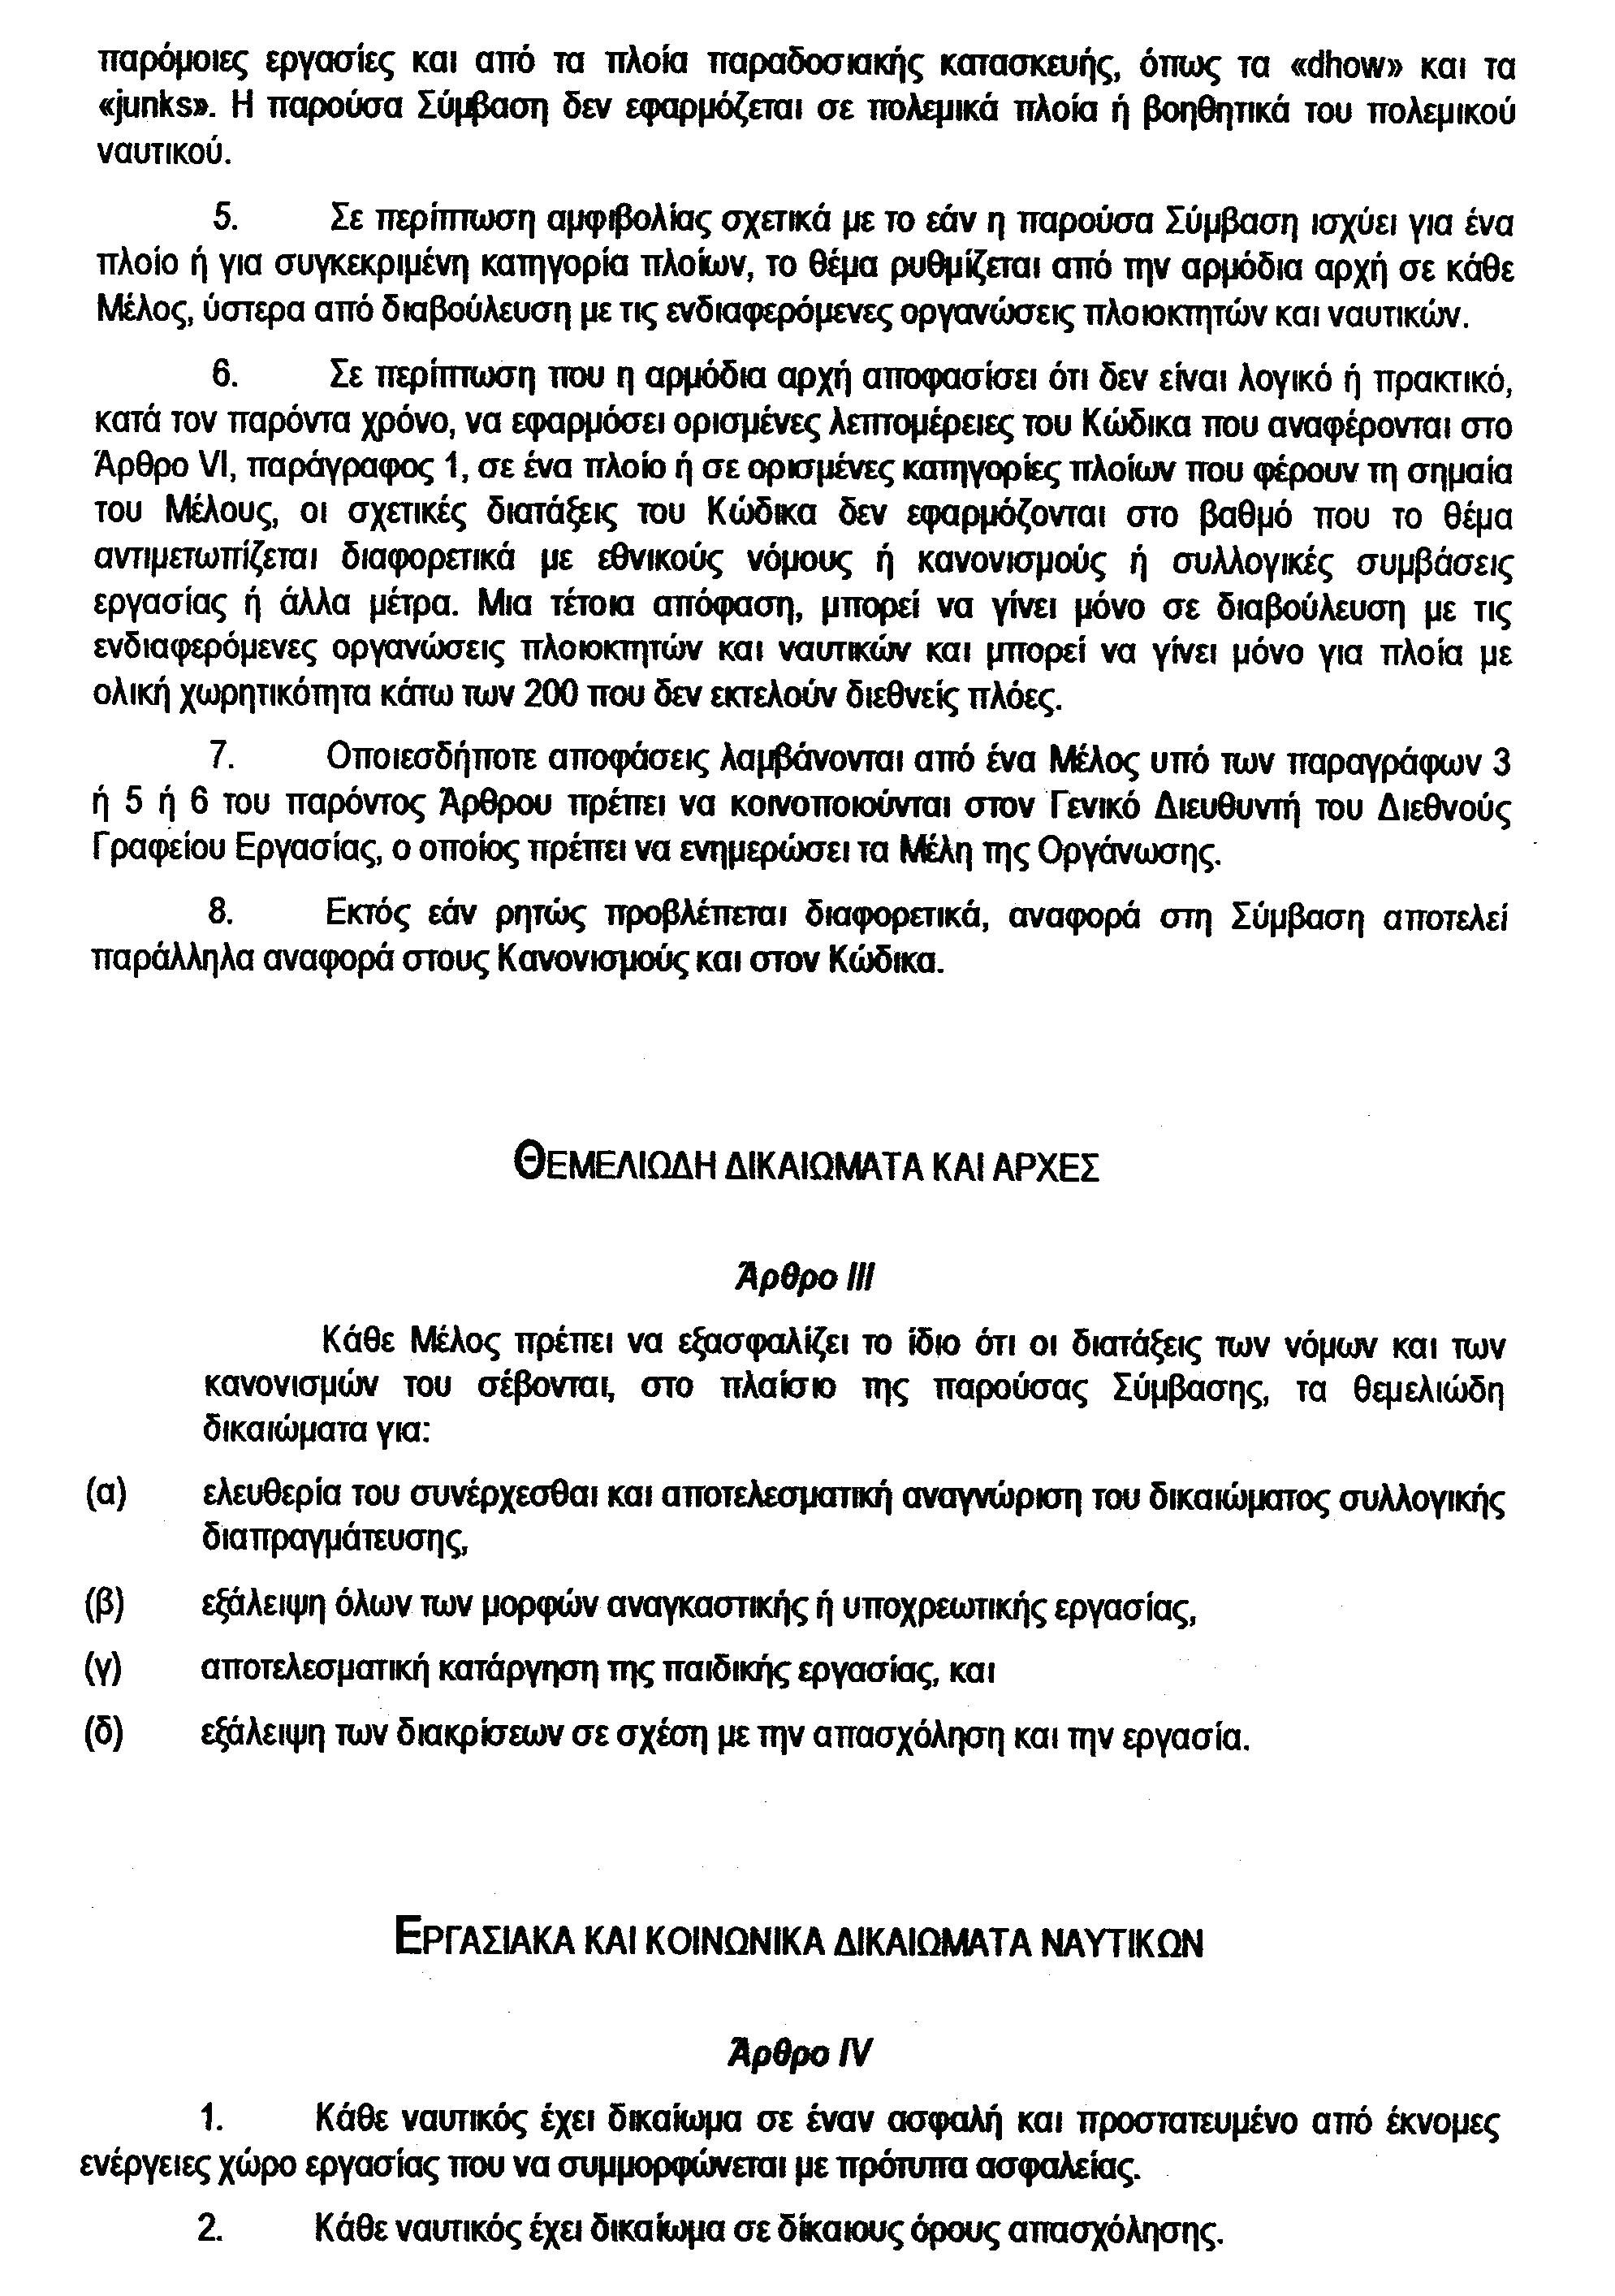 παρόμοιες εργασίες και από τα πλοία παραδοσιακής κατασκευής, όπως τα «dhow» και τα
«junks». Η παρούσα Σύμβαση δεν εφαρμόζεται σε πολεμικά πλοία ή βοηθητικά του πολεμικού
ναυτικού.
5. Σε περίπτωση αμφιβολίας σχετικά με το εάν η παρούσα Σύμβαση ισχύει για ένα
πλοίο ή για συγκεκριμένη κατηγορία πλοίων, το θέμα ρυθμίζεται από την αρμόδια αρχή σε κάθε
Μέλος, ύστερα από διαβούλευση με τις ενδιαφερόμενες οργανώσεις πλοιοκτητών και ναυτικών.
6. Σε περίπτωση που η αρμόδια αρχή αποφασίσει ότι δεν είναι λογικό ή πρακτικό,
κατά τον παρόντα χρόνο, να εφαρμόσει ορισμένες λεπτομέρειες του Κώδικα που αναφέρονται στο
Άρθρο VI, παράγραφος 1, σε ένα πλοίο ή σε ορισμένες κατηγορίες πλοίων που φέρουν τη σημαία
του Μέλους, οι σχετικές διατάξεις του Κώδικα δεν εφαρμόζονται στο βαθμό που το θέμα
αντιμετωπίζεται διαφορετικά με εθνικούς νόμους ή κανονισμούς ή συλλογικές συμβάσεις
εργασίας ή άλλα μέτρα. Μια τέτοια απόφαση, μπορεί να γίνει μόνο σε διαβούλευση με τις
ενδιαφερόμενες οργανώσεις πλοιοκτητών και ναυτικών και μπορεί να γίνει μόνο για πλοία με
ολική χωρητικότητα κάτω των 200 που δεν εκτελούν διεθνείς πλόες.
7. Οποιεσδήποτε αποφάσεις λαμβάνονται από ένα Μέλος υπό των παραγράφων 3
ή 5 ή 6 του παρόντος Άρθρου πρέπει να κοινοποιούνται στον Γενικό Διευθυντή του Διεθνούς
Γραφείου Εργασίας, ο οποίος πρέπει να ενημερώσει τα Μέλη της Οργάνωσης.
8. Εκτός εάν ρητώς προβλέπεται διαφορετικά, αναφορά στη Σύμβαση αποτελεί
παράλληλα αναφορά στους Κανονισμούς και στον Κώδικα.
ΘΕΜΕΛΙΩΔΗ ΔΙΚΑΙΩΜΑΤΑ ΚΑΙ ΑΡΧΕΣ
Άρθρο III
Κάθε Μέλος πρέπει να εξασφαλίζει το ίδιο ότι οι διατάξεις των νόμων και των
κανονισμών του σέβονται, στο πλαίσιο της παρούσας Σύμβασης, τα θεμελιώδη
δικαιώματα για:
(α) ελευθερία του συνέρχεσθαι και αποτελεσματική αναγνώριση του δικαιώματος συλλογικής
διαπραγμάτευσης,
(β) εξάλειψη όλων των μορφών αναγκαστικής ή υποχρεωτικής εργασίας,
(γ) αποτελεσματική κατάργηση της παιδικής εργασίας, και
(δ) εξάλειψη των διακρίσεων σε σχέση με την απασχόληση και την εργασία.
ΕΡΓΑΣΙΑΚΑ ΚΑΙ ΚΟΙΝΩΝΙΚΑ ΔΙΚΑΙΩΜΑΤΑ ΝΑΥΤΙΚΩΝ
Άρθρο IV
1. Κάθε ναυτικός έχει δικαίωμα σε έναν ασφαλή και προστατευμένο από έκνομες
ενέργειες χώρο εργασίας που να συμμορφώνεται με πρότυπα ασφαλείας.
2. Κάθε ναυτικός έχει δικαίωμα σε δίκαιους όρους απασχόλησης.